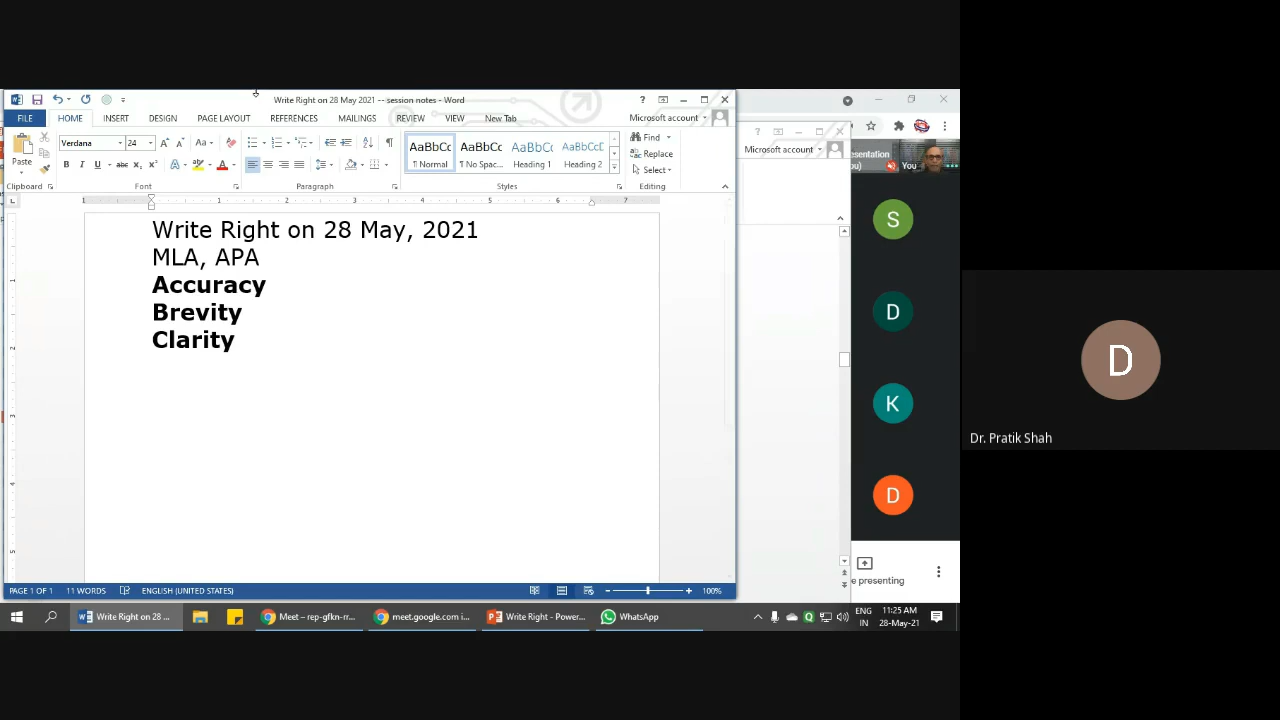 Write Right on 28 May 2021 -- session notes - Word
FILE
HOME
INSERT
DESIGN
PAGE LAYOUT
REFERENCES
MAILINGS
REVIEW
VIEW
New Tab
Microsoft account
Paste
Verdana
24
Clipboard
Font
Paragraph
AaBbCc
AaBbCc
AaBbCc
AaBbCcD
¶ Normal
¶ No Spac...
Heading 1
Heading 2
Styles
Find
Replace
Select
Editing
Write Right on 28 May, 2021
MLA, APA
Accuracy
Brevity
Clarity
PAGE 1 OF 1
11 WORDS
ENGLISH (UNITED STATES)
100%
Microsoft account
esentation
You
S
D
K
D
e presenting
Write Right on 28 ...
Meet – rep-gfkn-rr...
meet.google.com i...
Write Right - Power...
WhatsApp
ENG
IN
11:25 AM
28-May-21
D
Dr. Pratik Shah